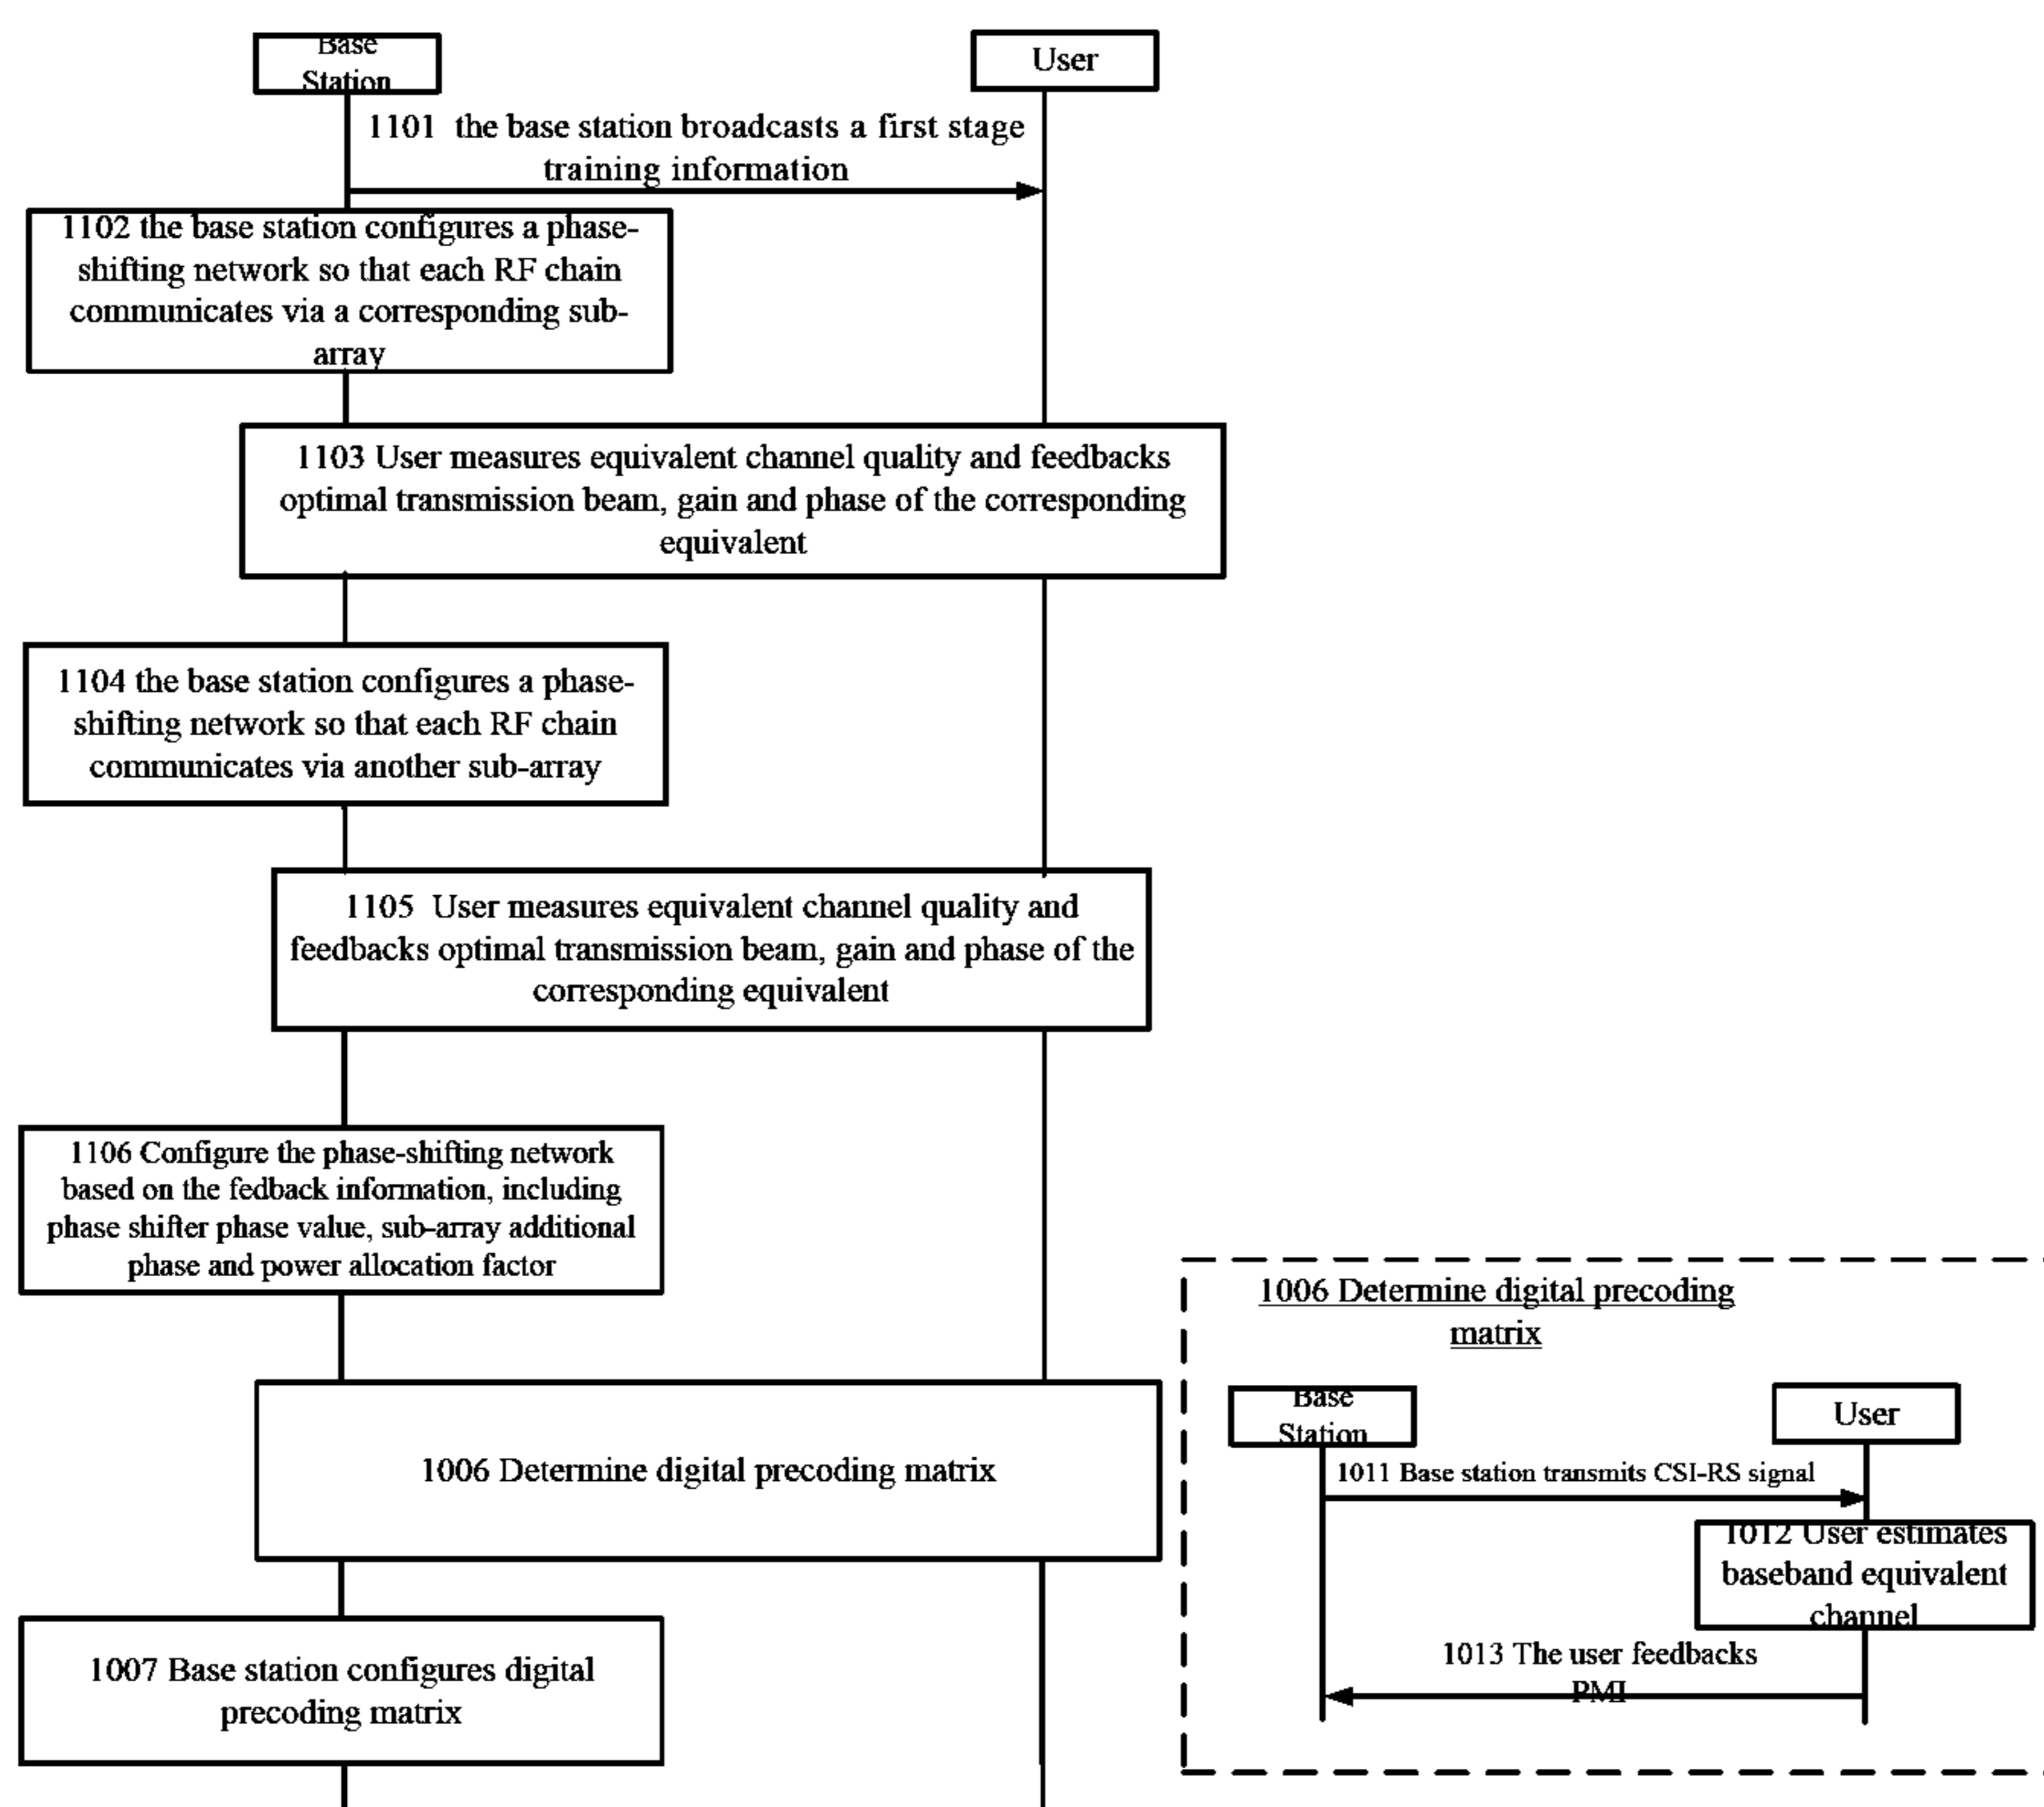 Base
Station
User
1101 the base station broadcasts a first stage
training information
1102 the base station configures a phase-
shifting network so that each RF chain
communicates via a corresponding sub-
array
1103 User measures equivalent channel quality and feedbacks
optimal transmission beam, gain and phase of the corresponding
equivalent
1104 the base station configures a phase-
shifting network so that each RF chain
communicates via another sub-array
1105 User measures equivalent channel quality and
feedbacks optimal transmission beam, gain and phase of the
corresponding equivalent
1106 Configure the phase-shifting network
based on the fedback information, including
phase shifter phase value, sub-array additional
phase and power allocation factor
1006 Determine digital precoding matrix
1007 Base station configures digital
precoding matrix
1006 Determine digital precoding
matrix
Base
Station
User
1011 Base station transmits CSI-RS signal
1012 User estimates
baseband equivalent
channel
1013 The user feedbacks
PMI